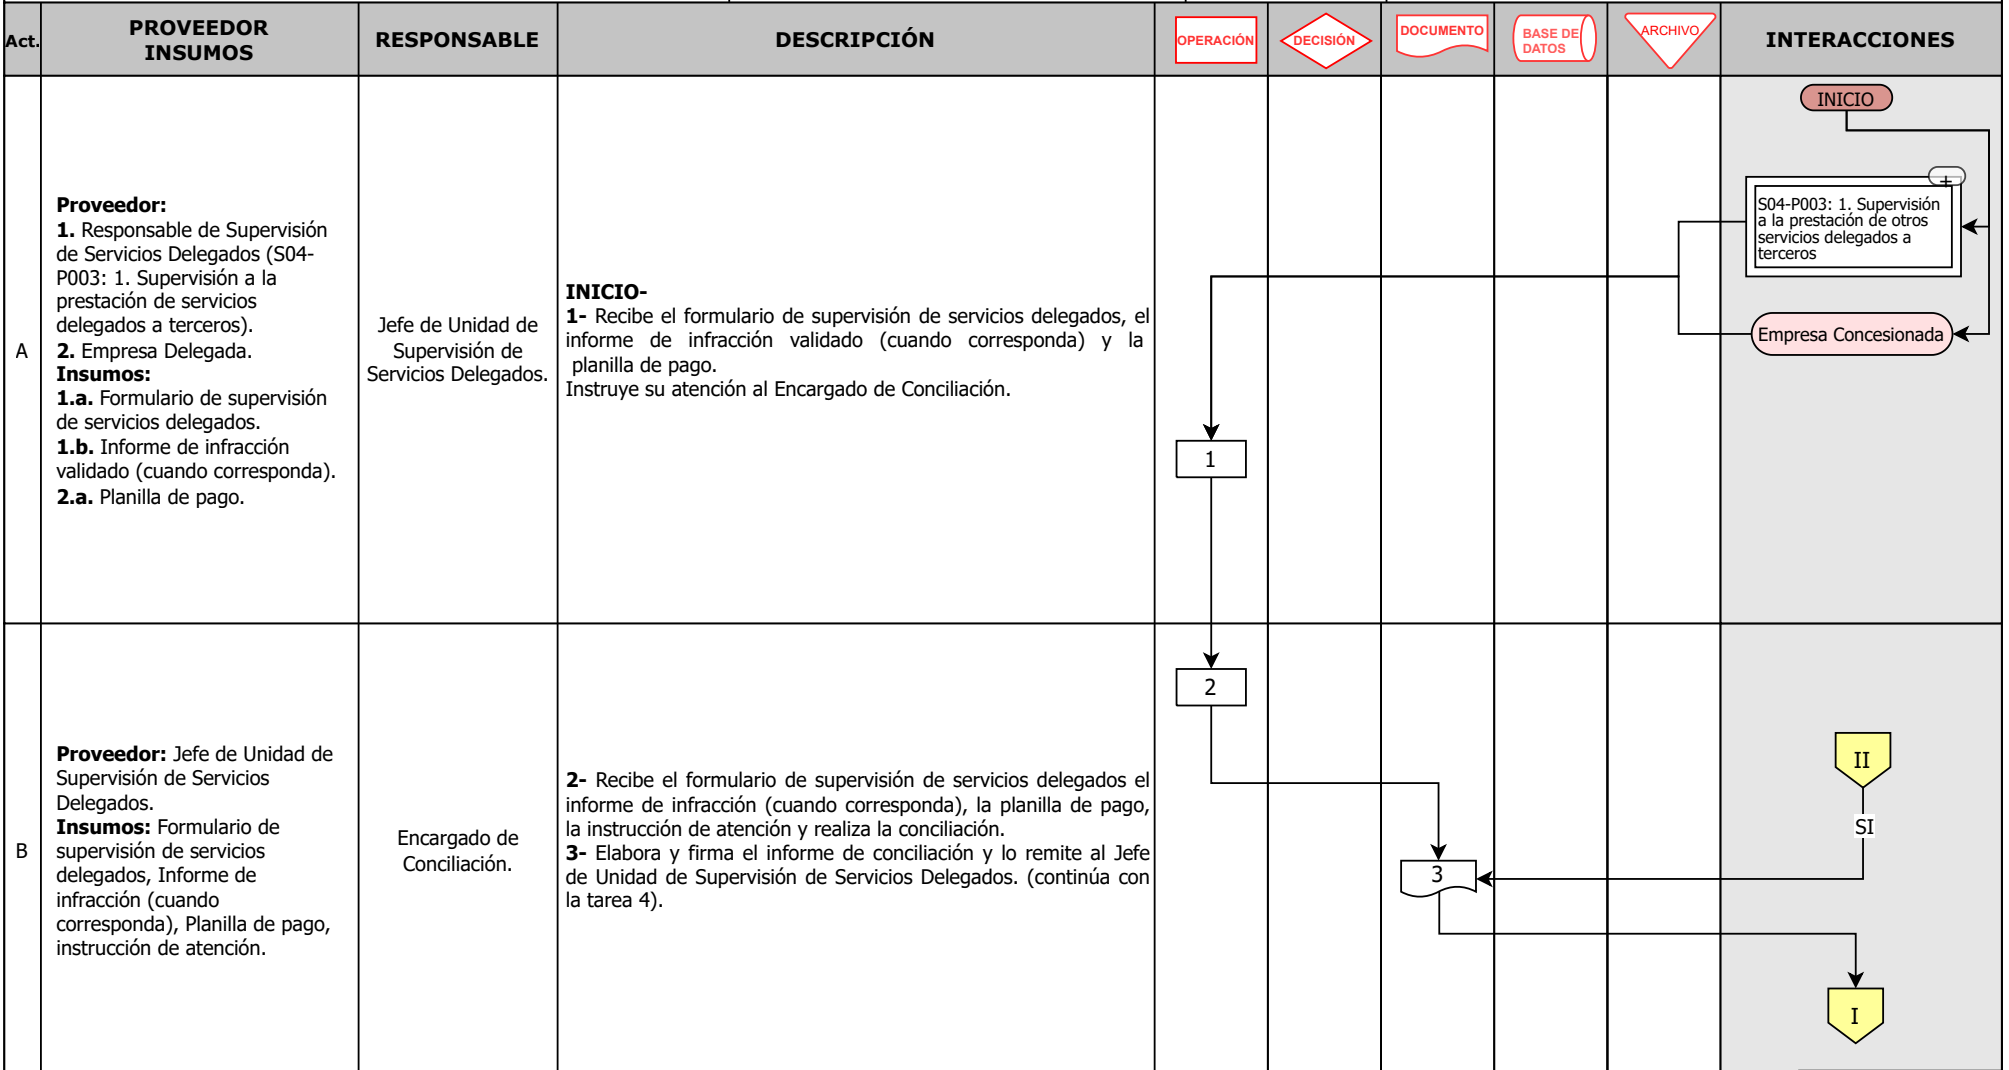 Act.
PROVEEDOR
INSUMOS
RESPONSABLE
DESCRIPCIÓN
OPERACIÓN
DECISIÓN
DOCUMENTO
BASE DE
DATOS
ARCHIVO
INTERACCIONES
A
Proveedor:
1. Responsable de Supervisión
de Servicios Delegados (S04-
P003: 1. Supervisión a la
prestación de servicios
delegados a terceros).
2. Empresa Delegada.
Insumos:
1.a. Formulario de supervisión
de servicios delegados.
1.b. Informe de infracción
validado (cuando corresponda).
2.a. Planilla de pago.
Jefe de Unidad de
Supervisión de
Servicios Delegados.
INICIO-
1- Recibe el formulario de supervisión de servicios delegados, el
informe de infracción validado (cuando corresponda) y la
planilla de pago.
Instruye su atención al Encargado de Conciliación.
1
INICIO
+
S04-P003: 1. Supervisión
a la prestación de otros
servicios delegados a
terceros
Empresa Concesionada
B
Proveedor: Jefe de Unidad de
Supervisión de Servicios
Delegados.
Insumos: Formulario de
supervisión de servicios
delegados, Informe de
infracción (cuando
corresponda), Planilla de pago,
instrucción de atención.
Encargado de
Conciliación.
2- Recibe el formulario de supervisión de servicios delegados el
informe de infracción (cuando corresponda), la planilla de pago,
la instrucción de atención y realiza la conciliación.
3- Elabora y firma el informe de conciliación y lo remite al Jefe
de Unidad de Supervisión de Servicios Delegados. (continúa con
la tarea 4).
2
3
II
SI
I